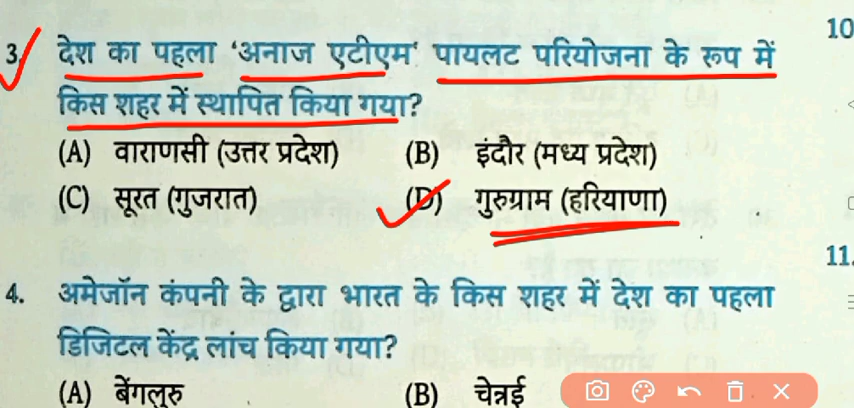 10
3. देश का पहला ‘अनाज एटीएम’ पायलट परियोजना के रूप में
किस शहर में स्थापित किया गया?
(A) वाराणसी (उत्तर प्रदेश) (B) इंदौर (मध्य प्रदेश)
(C) सूरत (गुजरात) (D) गुरुग्राम (हरियाणा)
11.
4. अमेजॉन कंपनी के द्वारा भारत के किस शहर में देश का पहला
डिजिटल केंद्र लांच किया गया?
(A) बेंगलुरु (B) चेन्नई